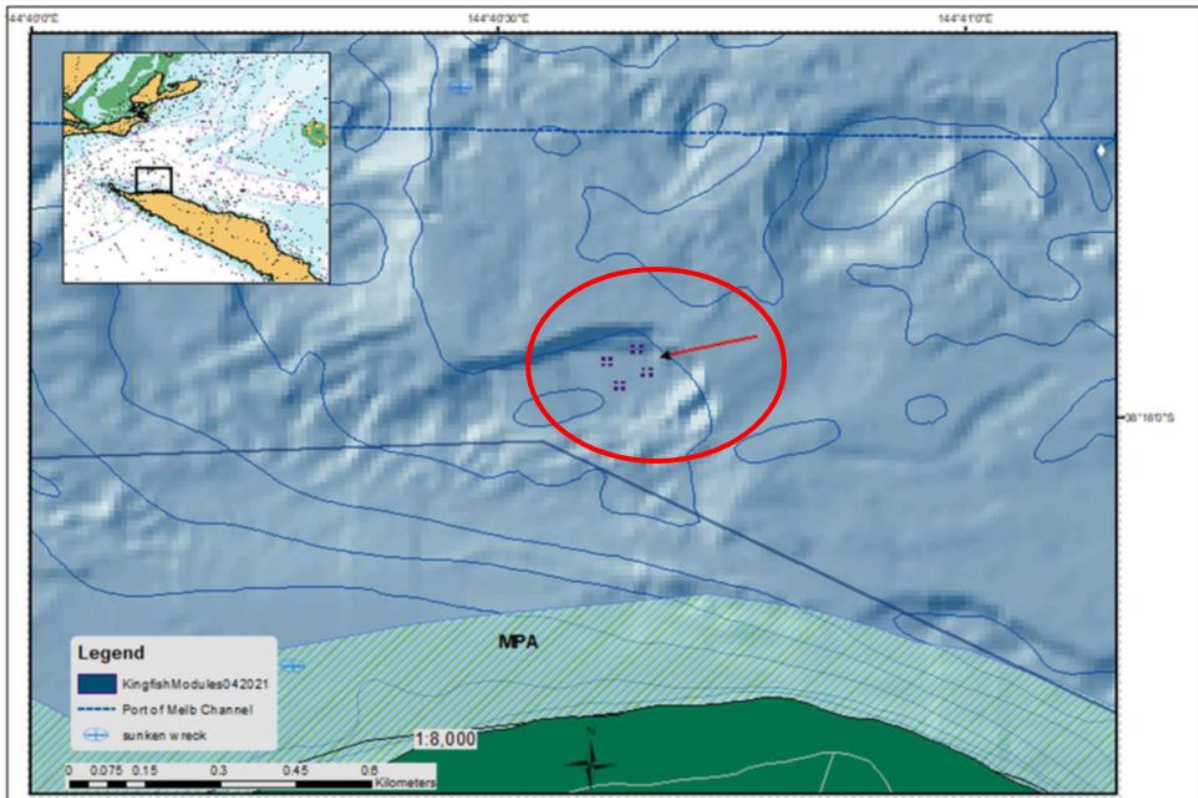 144°40'0"E
144°40'30"E
144°41'0"E
38°18'0"S
MPA
Legend
KingfishModules042021
Port of Melb Channel
sunken wreck
1:8,000
N
0 0.075 0.15 0.3 0.45 0.6
Kilometers